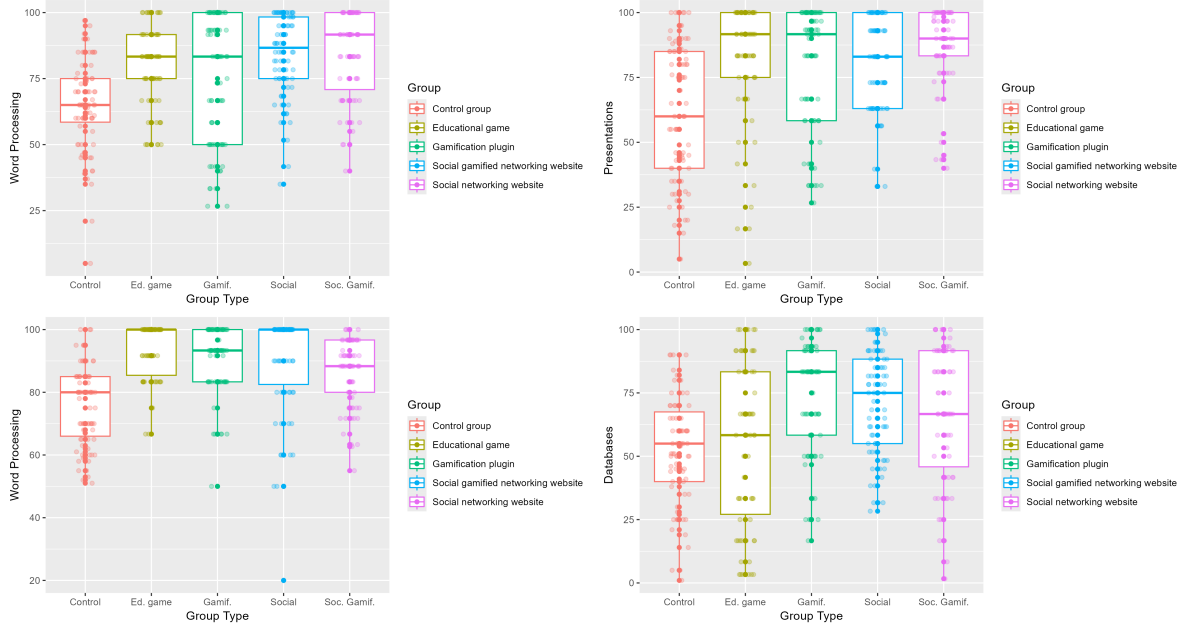 Word Processing
100
75
50
25
Control
Ed. game
Gamif.
Social
Soc. Gamif.
Group Type
Group
Control group
Educational game
Gamification plugin
Social gamified networking website
Social networking website
Presentations
100
75
50
25
0
Control
Ed. game
Gamif.
Social
Soc. Gamif.
Group Type
Group
Control group
Educational game
Gamification plugin
Social gamified networking website
Social networking website
Word Processing
100
80
60
40
20
Control
Ed. game
Gamif.
Social
Soc. Gamif.
Group Type
Group
Control group
Educational game
Gamification plugin
Social gamified networking website
Social networking website
Databases
100
75
50
25
0
Control
Ed. game
Gamif.
Social
Soc. Gamif.
Group Type
Group
Control group
Educational game
Gamification plugin
Social gamified networking website
Social networking website